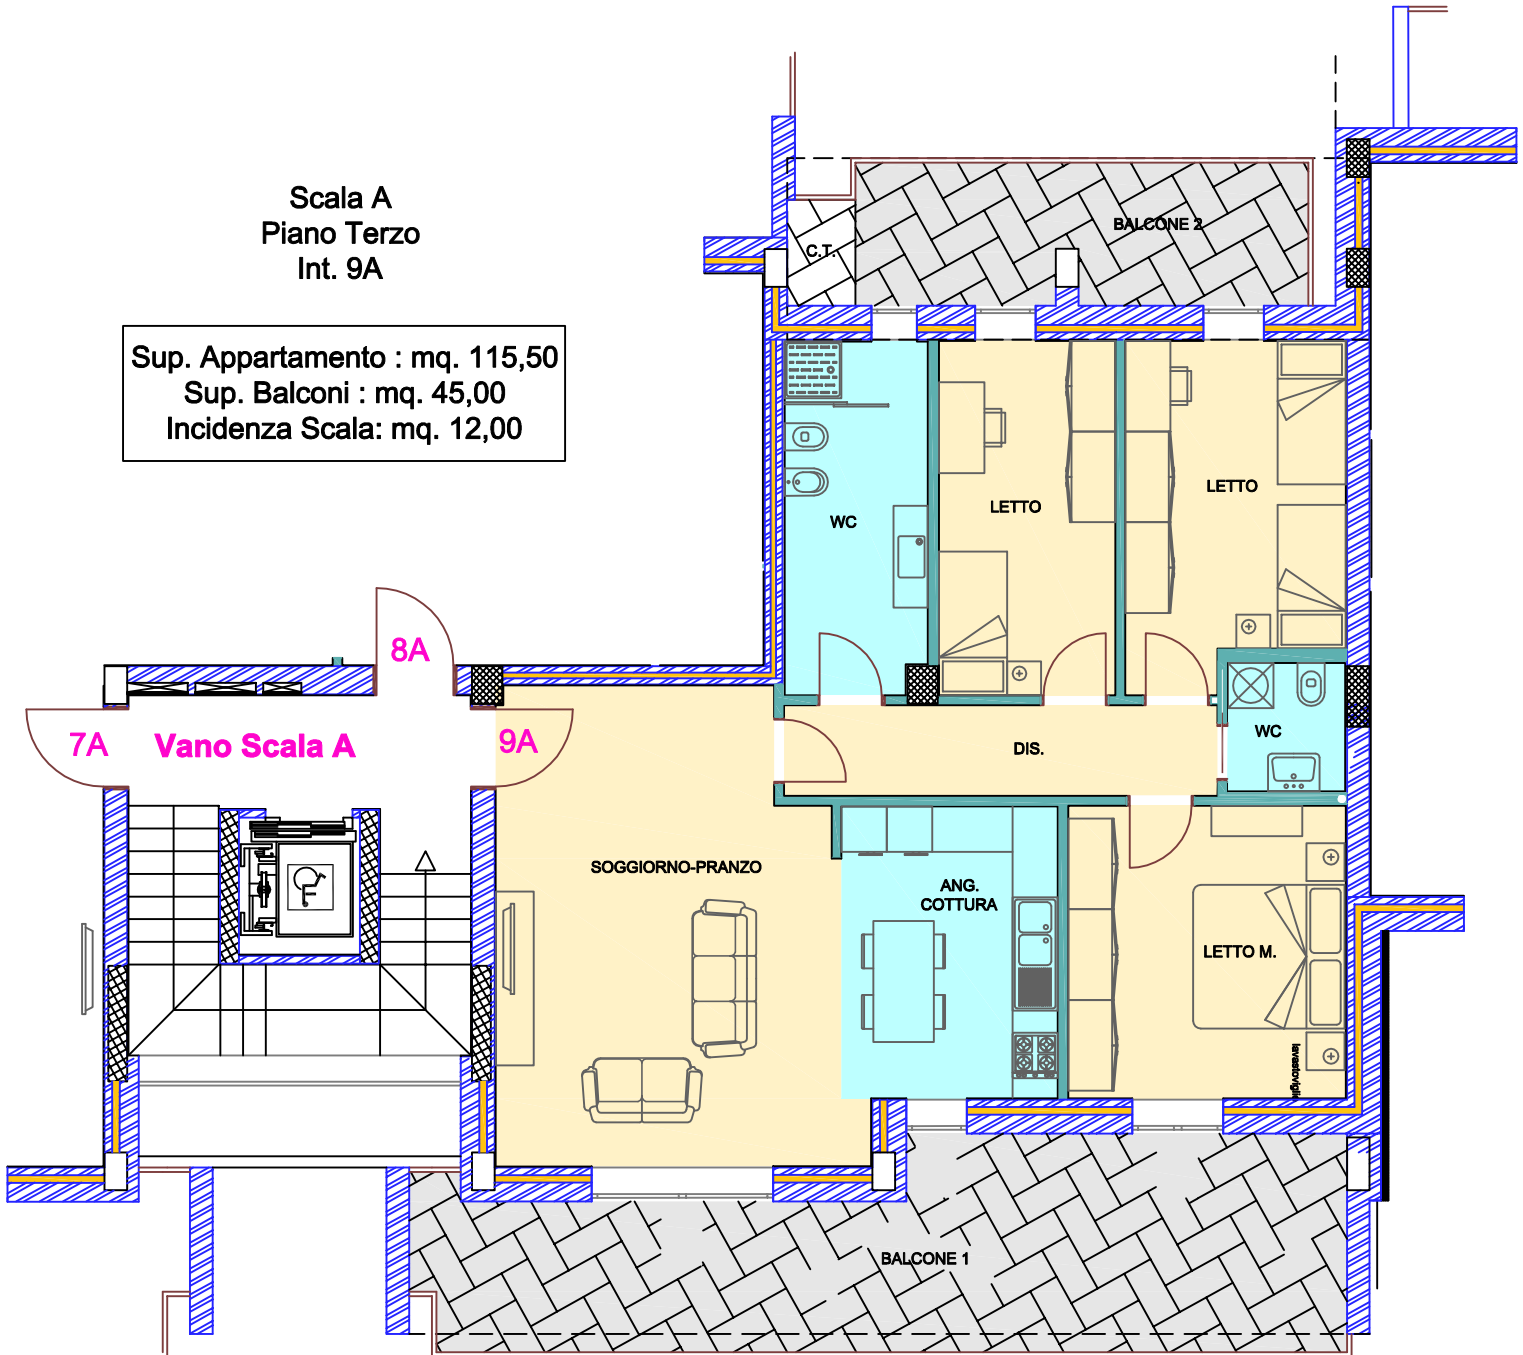 Scala A
Piano Terzo
Int. 9A
Sup. Appartamento : mq. 115,50
Sup. Balconi : mq. 45,00
Incidenza Scala: mq. 12,00
BALCONE 2
C.T.
WC
LETTO
LETTO
8A
7A
Vano Scala A
9A
DIS.
WC
SOGGIORNO-PRANZO
ANG.
COTTURA
LETTO M.
lavastoviglie
BALCONE 1